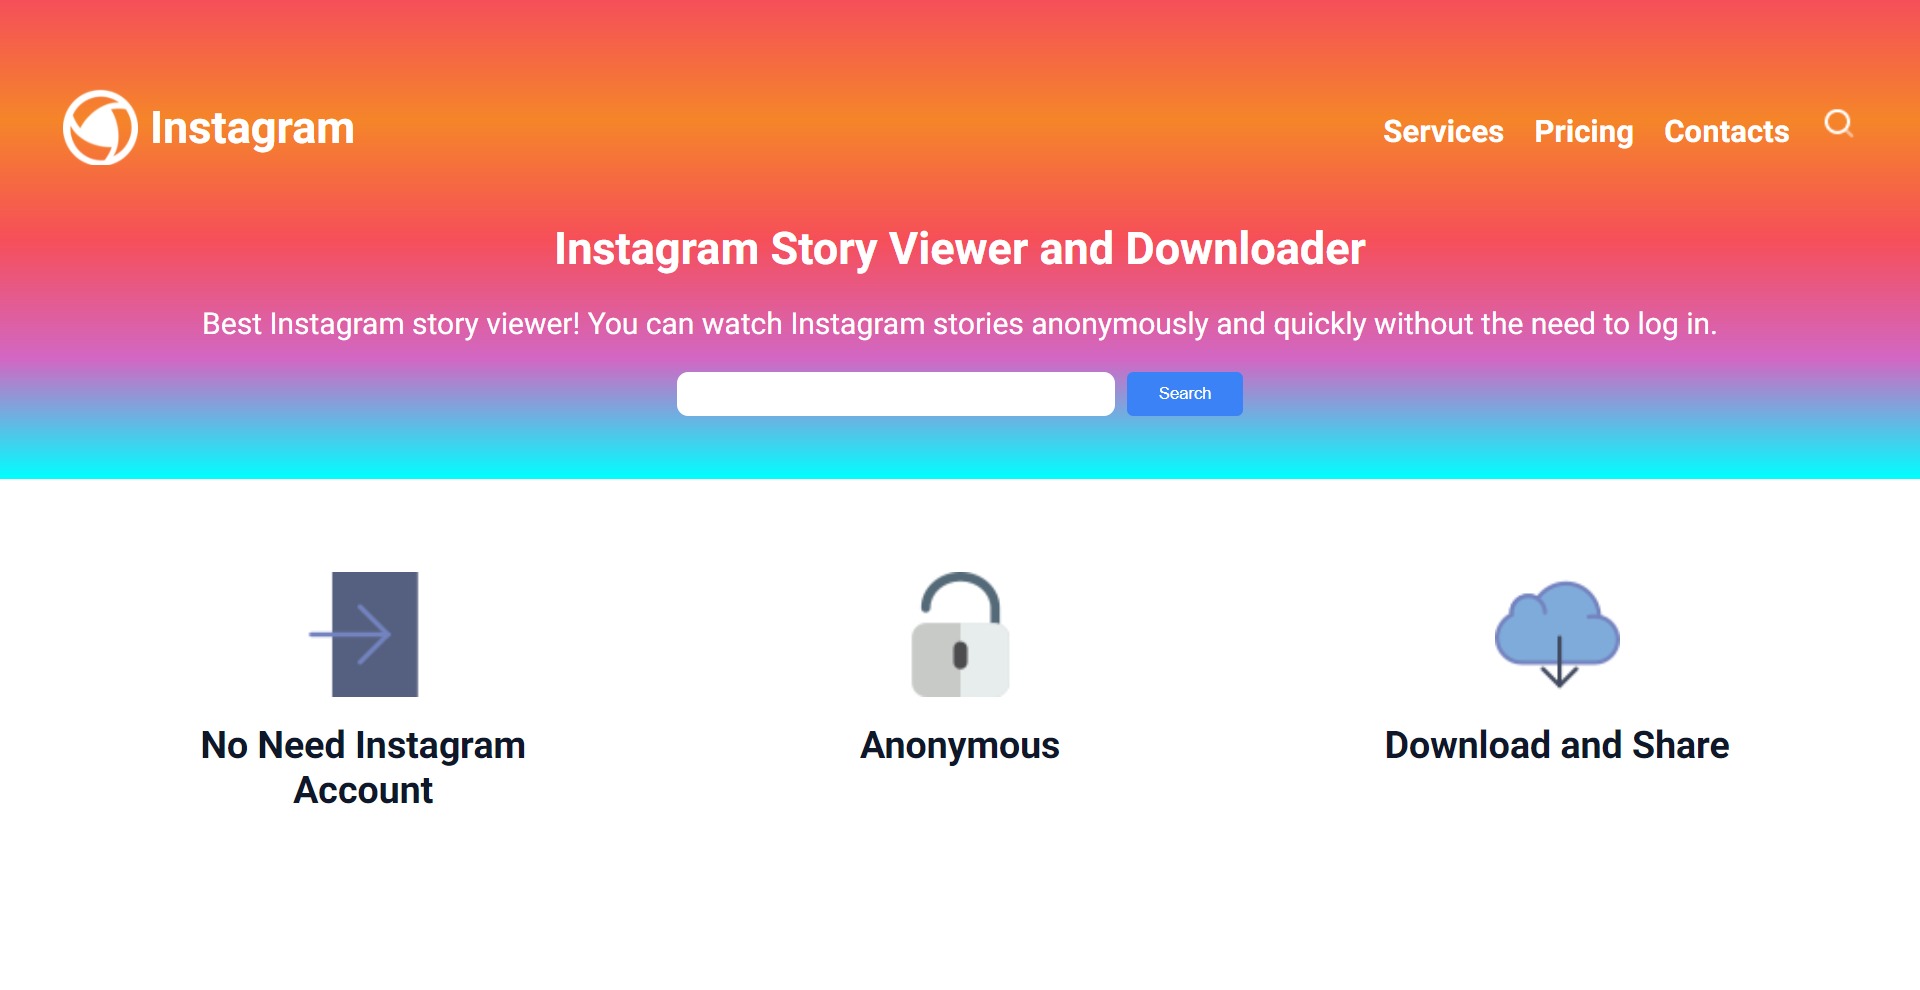 Instagram
Services Pricing Contacts
Instagram Story Viewer and Downloader
Best Instagram story viewer! You can watch Instagram stories anonymously and quickly without the need to log in.
Search
No Need Instagram
Account
Anonymous
Download and Share